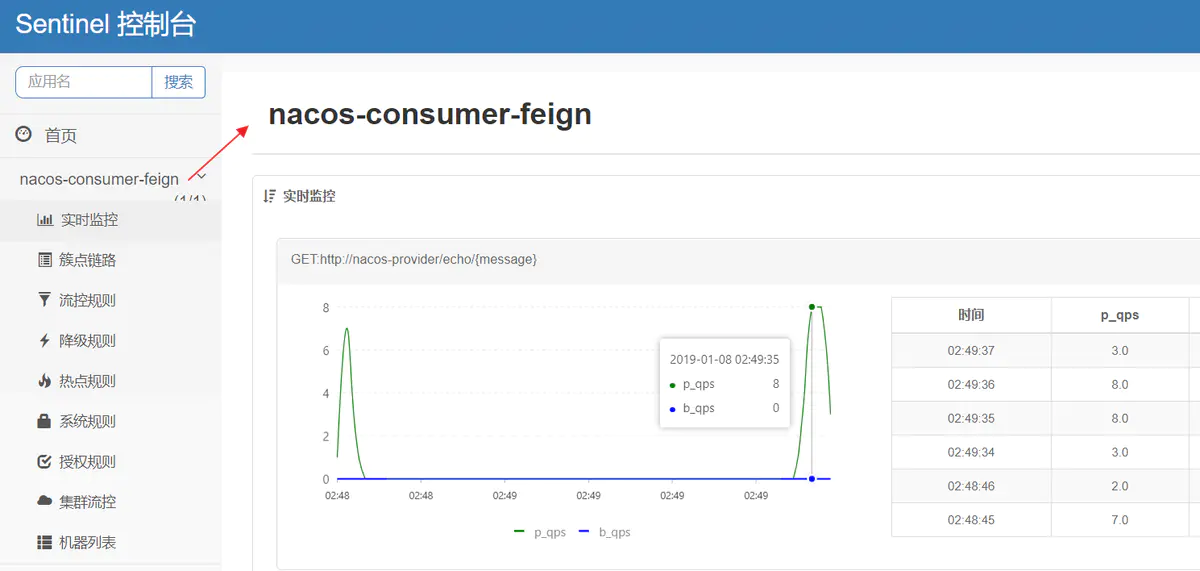 Sentinel 控制台
应用名 搜索
首页
nacos-consumer-feign
(1/1)
实时监控
簇点链路
流控规则
降级规则
热点规则
系统规则
授权规则
集群流控
机器列表
nacos-consumer-feign
实时监控
GET:http://nacos-provider/echo/{message}
8
6
4
2
0
02:48 02:48 02:49 02:49 02:49 02:49
2019-01-08 02:49:35
p_qps 8
b_qps 0
p_qps b_qps
时间 p_qps
02:49:37 3.0
02:49:36 8.0
02:49:35 8.0
02:49:34 3.0
02:48:46 2.0
02:48:45 7.0